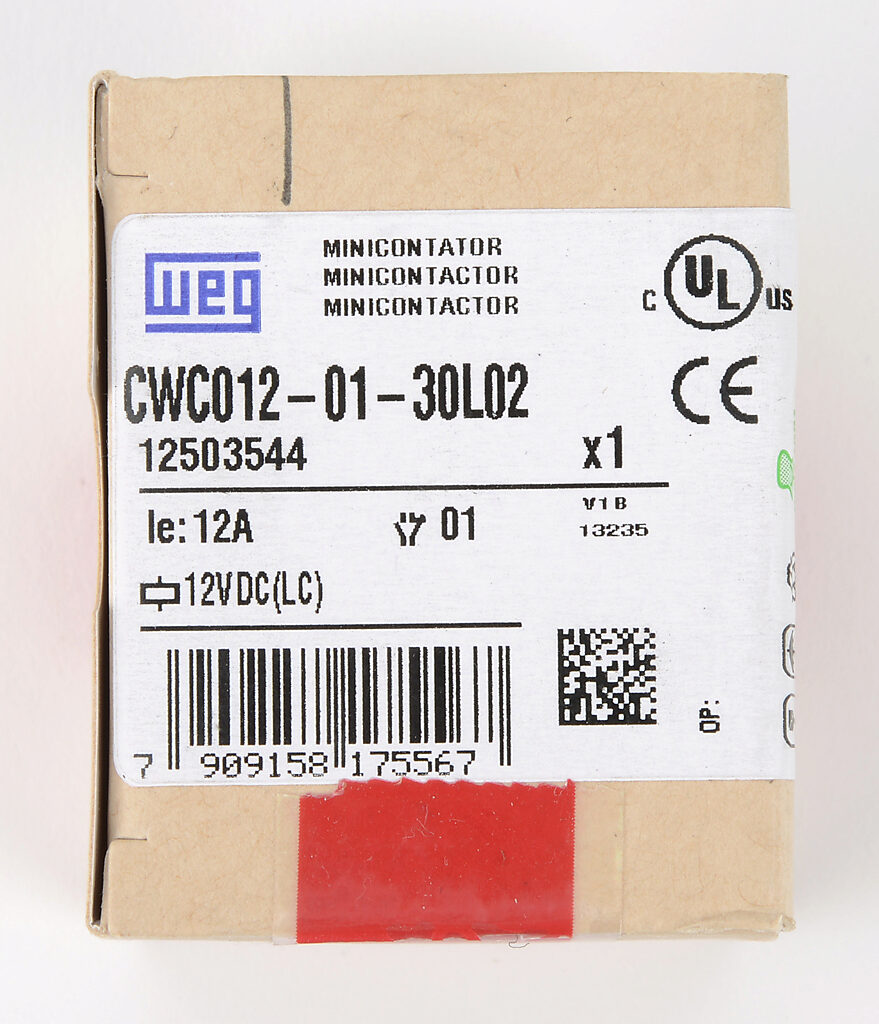 weg
MINICONTATOR
MINICONTACTOR
MINICONTACTOR
C UL US
CE
CWC012-01-30L02
12503544
x1
Ie: 12A
01
V1B
13235
12VDC(LC)
7 909158 175567
OP: